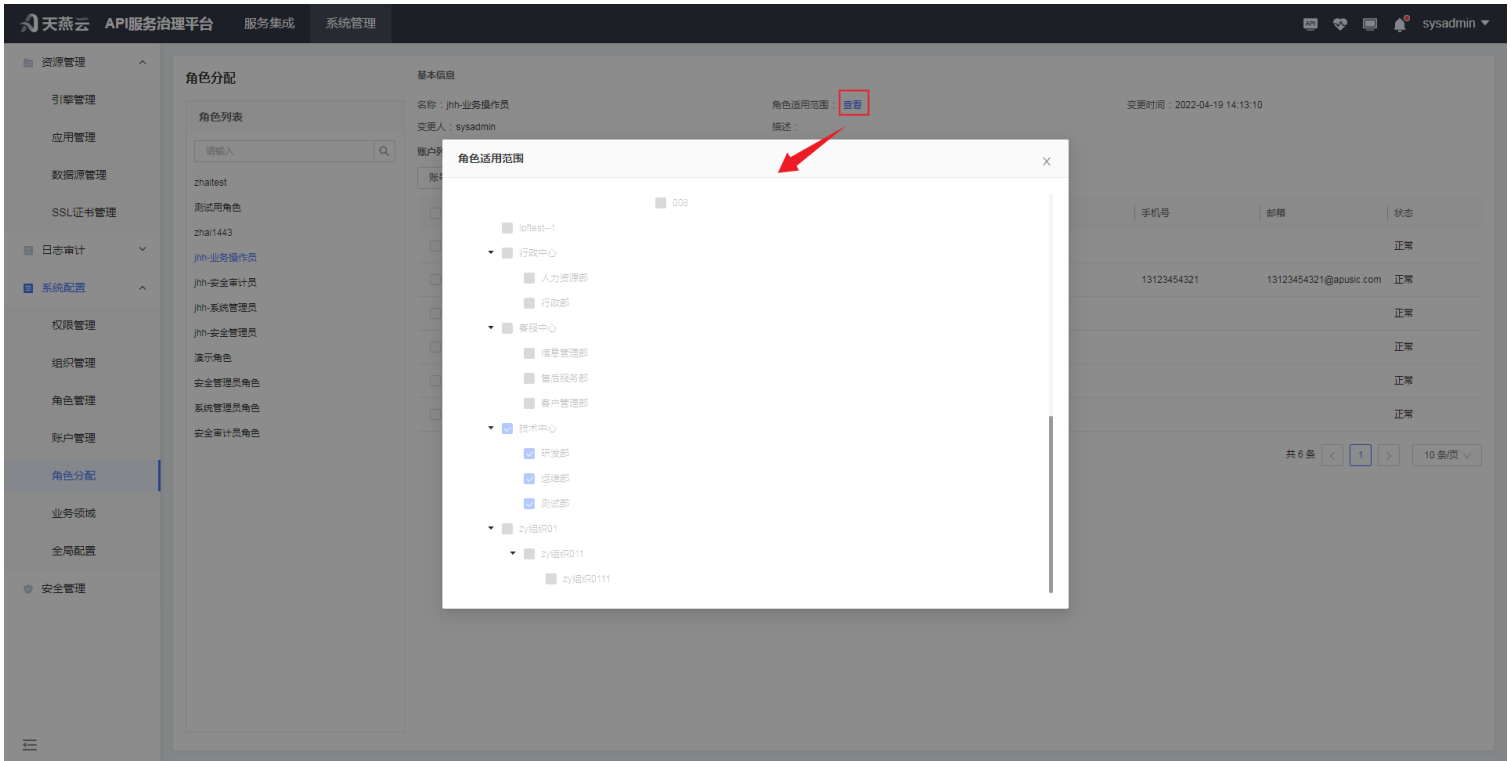 天燕云 API服务治理平台 服务集成 系统管理 API sysadmin
资源管理
引擎管理
应用管理
数据源管理
SSL证书管理
日志审计
系统配置
权限管理
组织管理
角色管理
账户管理
角色分配
业务领域
全局配置
安全管理
角色分配
角色列表
请输入
zhaitest
测试用角色
zhai1443
jhh-业务操作员
jhh-安全审计员
jhh-系统管理员
jhh-安全管理员
演示角色
安全管理员角色
系统管理员角色
安全审计员角色
基本信息
名称：jhh-业务操作员 角色适用范围：查看 变更时间：2022-04-19 14:13:10
变更人：sysadmin 描述：
账户列
账号
手机号 邮箱 状态
正常
13123454321 13123454321@apusic.com 正常
正常
正常
正常
正常
共6条 < 1 > 10条/页
角色适用范围
008
lpftest--1
行政中心
人力资源部
行政部
客服中心
信息管理部
售后服务部
客户管理部
技术中心
研发部
运维部
测试部
zy组织01
zy组织011
zy组织0111